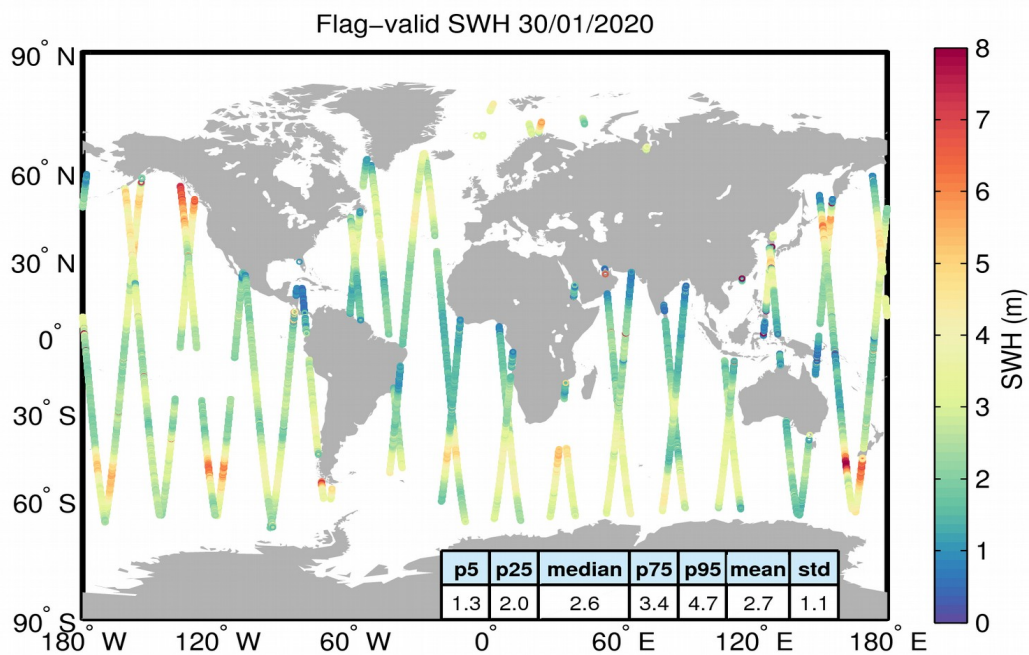 Flag−valid SWH 30/01/2020
90° N
60° N
30° N
0°
30° S
60° S
90° S
180° W
120° W
60° W
0°
60° E
120° E
180° E
p5 p25 median p75 p95 mean std
1.3 2.0 2.6 3.4 4.7 2.7 1.1
8
7
6
5
4
3
2
1
0
SWH (m)